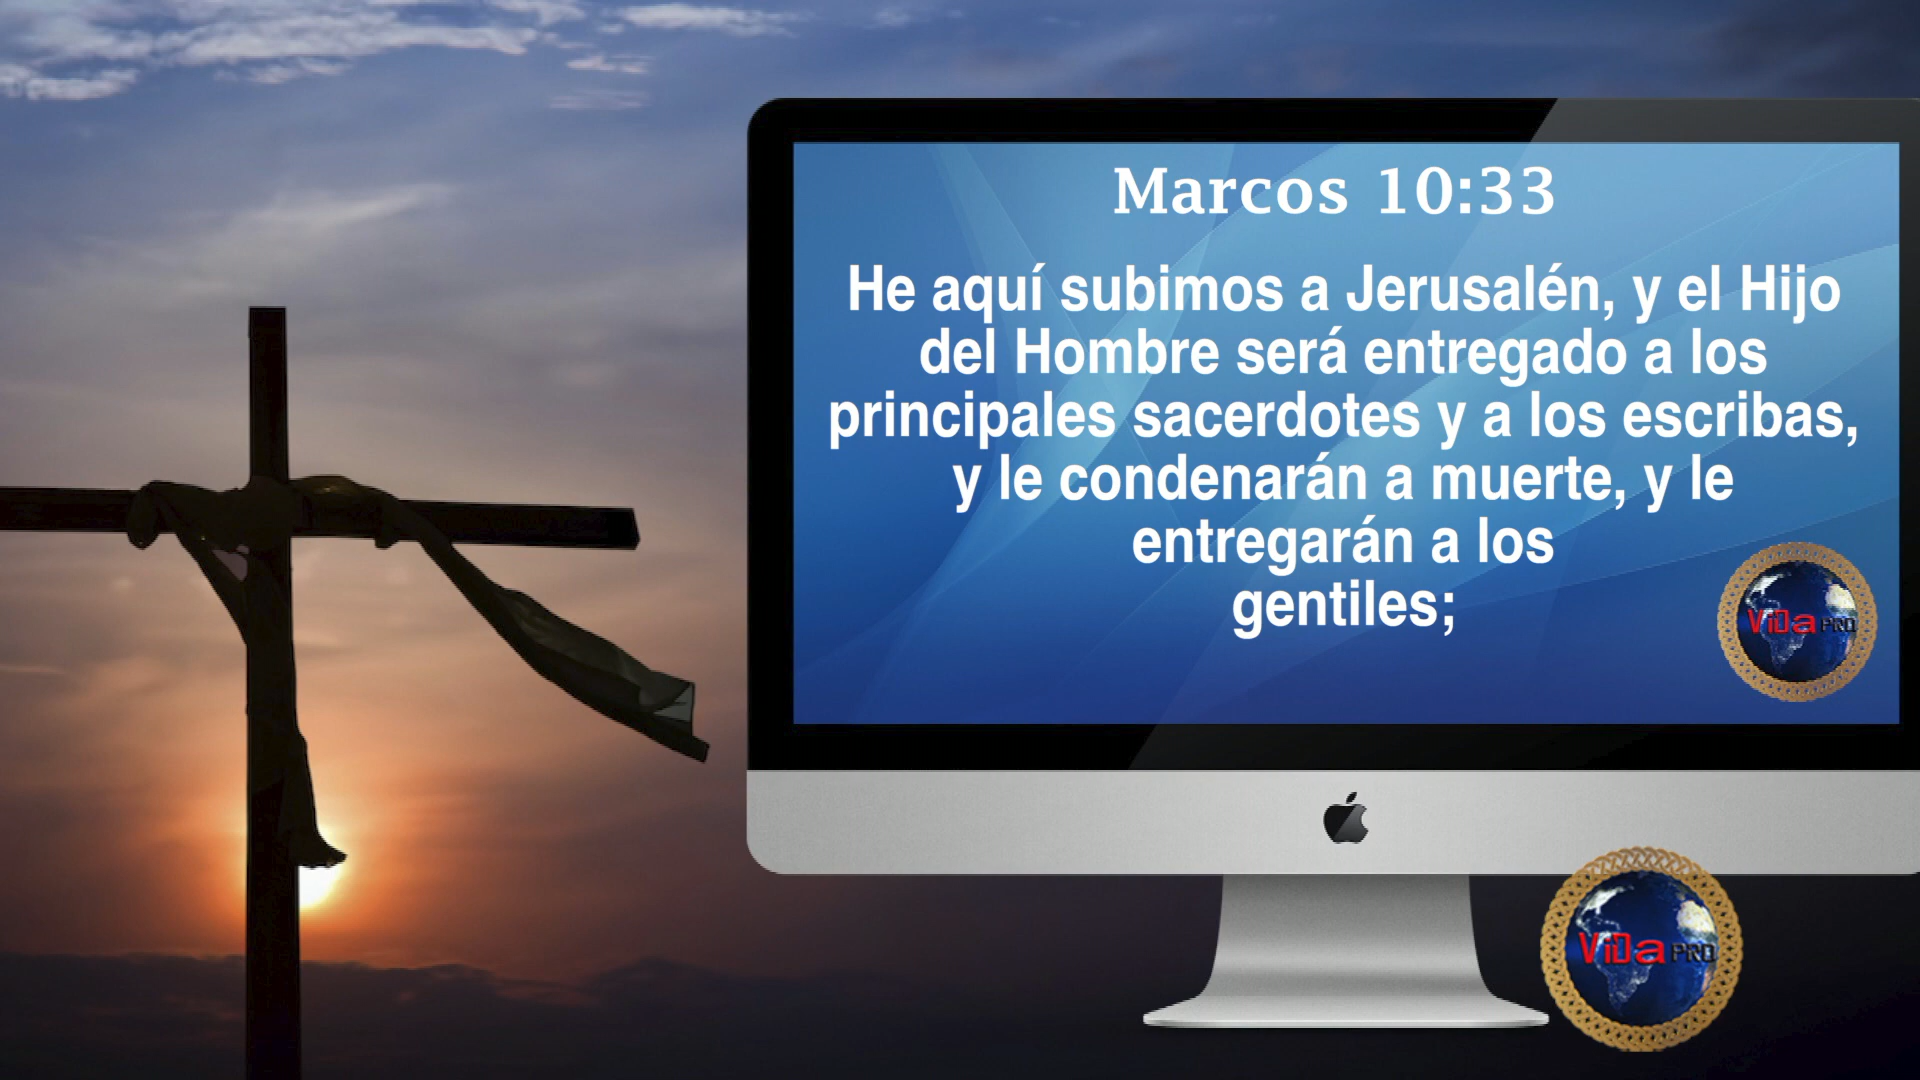 Marcos 10:33
He aquí subimos a Jerusalén, y el Hijo
del Hombre será entregado a los
principales sacerdotes y a los escribas,
y le condenarán a muerte, y le
entregarán a los
gentiles;
ViDa PRO
ViDa PRO